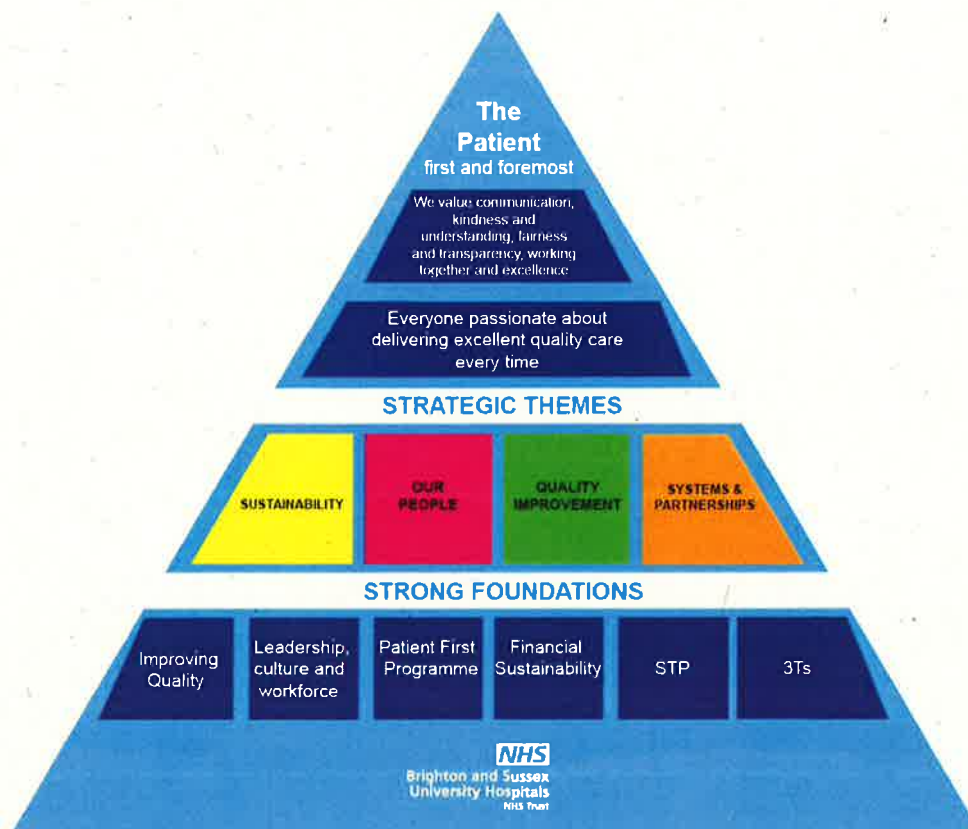 The
Patient
first and foremost
We value communication,
kindness and
understanding, fairness
and transparency, working
together and excellence
Everyone passionate about
delivering excellent quality care
every time
STRATEGIC THEMES
SUSTAINABILITY
OUR
PEOPLE
QUALITY
IMPROVEMENT
SYSTEMS &
PARTNERSHIPS
STRONG FOUNDATIONS
Improving
Quality
Leadership,
culture and
workforce
Patient First
Programme
Financial
Sustainability
STP
3Ts
NHS
Brighton and Sussex
University Hospitals
NHS Trust